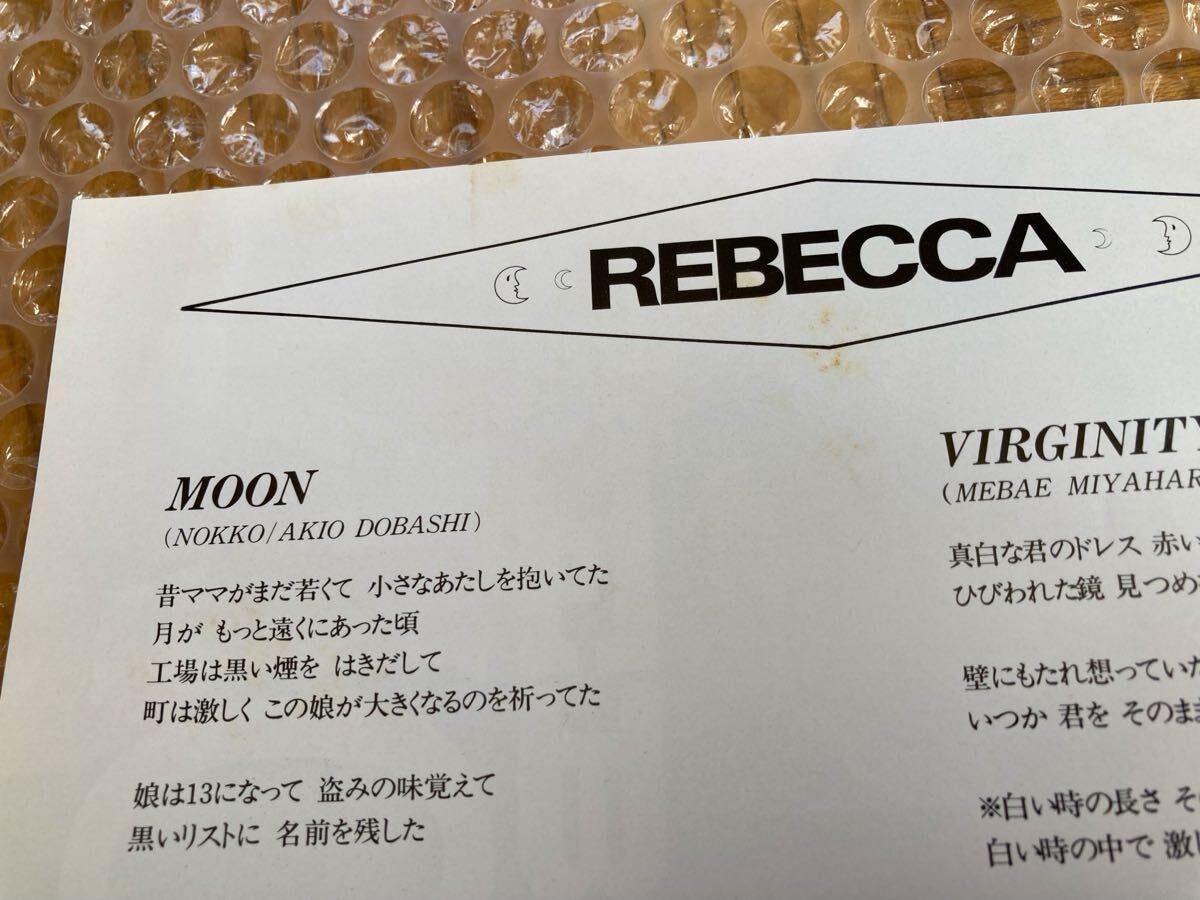 REBECCA
MOON
(NOKKO/AKIO DOBASHI)
昔ママがまだ若くて 小さなあたしを抱いてた
月が もっと遠くにあった頃
工場は黒い煙を はきだして
町は激しく この娘が大きくなるのを祈ってた
娘は13になって 盗みの味覚えて
黒いリストに 名前を残した
VIRGINITY
(MEBAE MIYAHAR
真白な君のドレス 赤い
ひびわれた鏡 見つめ
壁にもたれ想っていた
いつか 君を そのまま
※白い時の長さ そ
白い時の中で 激し